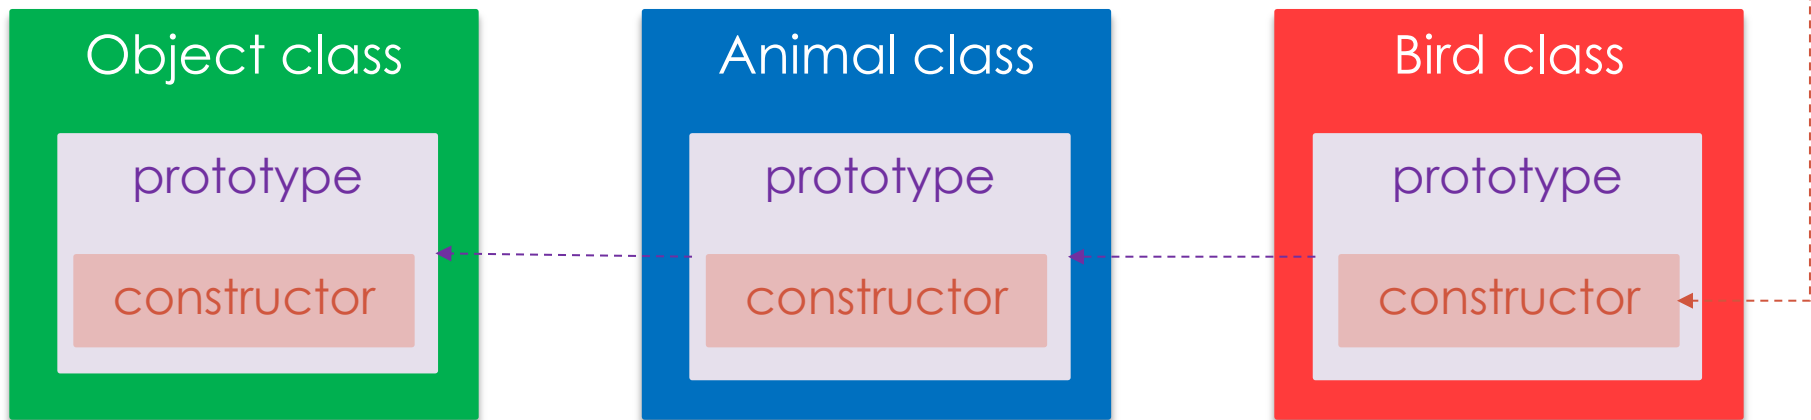 Object class
prototype
constructor
Animal class
prototype
constructor
Bird class
prototype
constructor